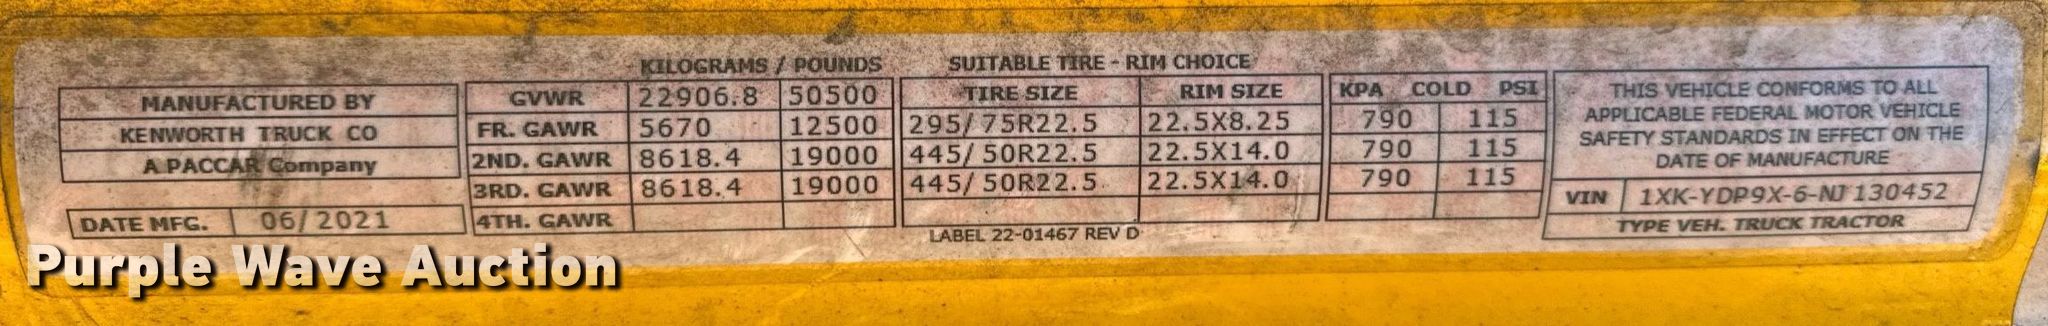 KILOGRAMS / POUNDS SUITABLE TIRE - RIM CHOICE
MANUFACTURED BY
KENWORTH TRUCK CO
A PACCAR Company
DATE MFG. 06/2021
GVWR 22906.8 50500 TIRE SIZE RIM SIZE KPA COLD PSI
FR. GAWR 5670 12500 295/75R22.5 22.5X8.25 790 115
2ND. GAWR 8618.4 19000 445/50R22.5 22.5X14.0 790 115
3RD. GAWR 8618.4 19000 445/50R22.5 22.5X14.0 790 115
4TH. GAWR
LABEL 22-01467 REV D
THIS VEHICLE CONFORMS TO ALL
APPLICABLE FEDERAL MOTOR VEHICLE
SAFETY STANDARDS IN EFFECT ON THE
DATE OF MANUFACTURE
VIN 1XK-YDP9X-6-NJ130452
TYPE VEH. TRUCK TRACTOR
Purple Wave Auction